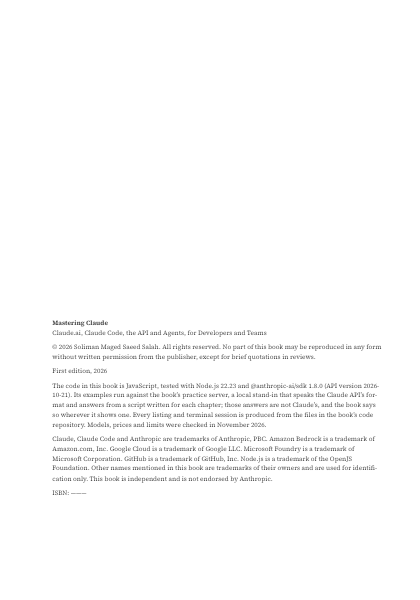 Mastering Claude
Claude.ai, Claude Code, the API and Agents, for Developers and Teams
© 2026 Soliman Maged Saeed Salah. All rights reserved. No part of this book may be reproduced in any form
without written permission from the publisher, except for brief quotations in reviews.
First edition, 2026
The code in this book is JavaScript, tested with Node.js 22.23 and @anthropic-ai/sdk 1.8.0 (API version 2026-
10-21). Its examples run against the book's practice server, a local stand-in that speaks the Claude API's for-
mat and answers from a script written for each chapter; those answers are not Claude's, and the book says
so wherever it shows one. Every listing and terminal session is produced from the files in the book's code
repository. Models, prices and limits were checked in November 2026.
Claude, Claude Code and Anthropic are trademarks of Anthropic, PBC. Amazon Bedrock is a trademark of
Amazon.com, Inc. Google Cloud is a trademark of Google LLC. Microsoft Foundry is a trademark of
Microsoft Corporation. GitHub is a trademark of GitHub, Inc. Node.js is a trademark of the OpenJS
Foundation. Other names mentioned in this book are trademarks of their owners and are used for identifi-
cation only. This book is independent and is not endorsed by Anthropic.
ISBN: ———